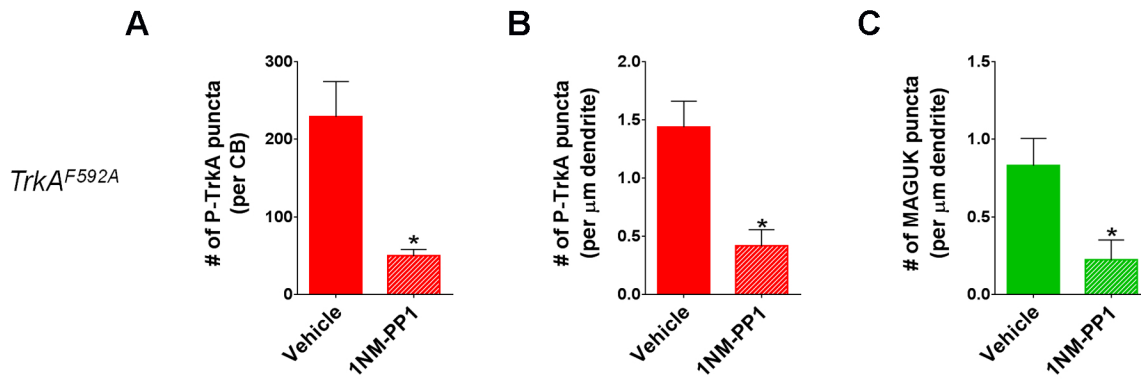 A
B
C
TrkA^F592A
# of P-TrkA puncta
(per CB)
300
200
100
0
*
Vehicle
1NM-PP1
# of P-TrkA puncta
(per μm dendrite)
2.0
1.5
1.0
0.5
0.0
*
Vehicle
1NM-PP1
# of MAGUK puncta
(per μm dendrite)
1.5
1.0
0.5
0.0
*
Vehicle
1NM-PP1